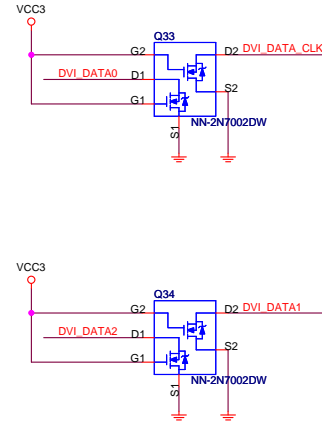 VCC3
Q33
G2 D2 DVI_DATA_CLK
DVI_DATA0 D1
S2
G1
S1
NN-2N7002DW
VCC3
Q34
G2 D2 DVI_DATA1
DVI_DATA2 D1
S2
G1
S1
NN-2N7002DW